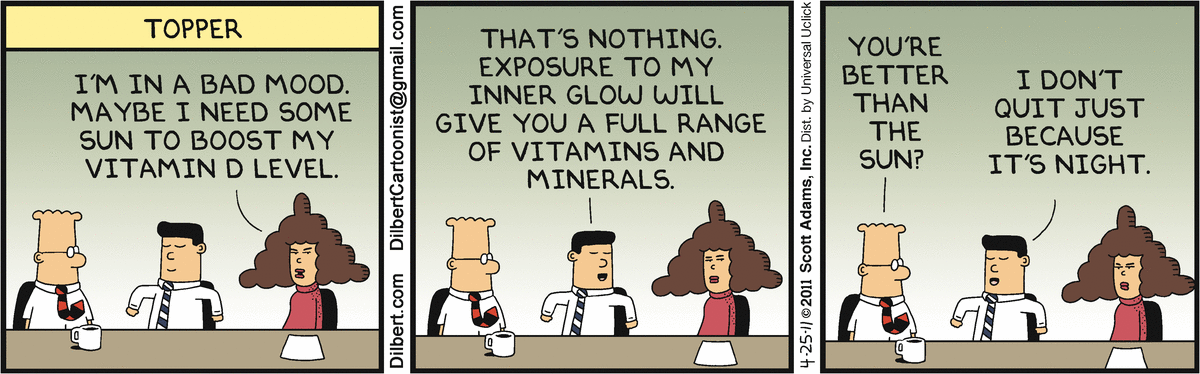 TOPPER
I'M IN A BAD MOOD.
MAYBE I NEED SOME
SUN TO BOOST MY
VITAMIN D LEVEL.
Dilbert.com DilbertCartoonist@gmail.com
THAT'S NOTHING.
EXPOSURE TO MY
INNER GLOW WILL
GIVE YOU A FULL RANGE
OF VITAMINS AND
MINERALS.
4-25-11 ©2011 Scott Adams, Inc. Dist. by Universal Uclick
YOU'RE
BETTER
THAN
THE
SUN?
I DON'T
QUIT JUST
BECAUSE
IT'S NIGHT.